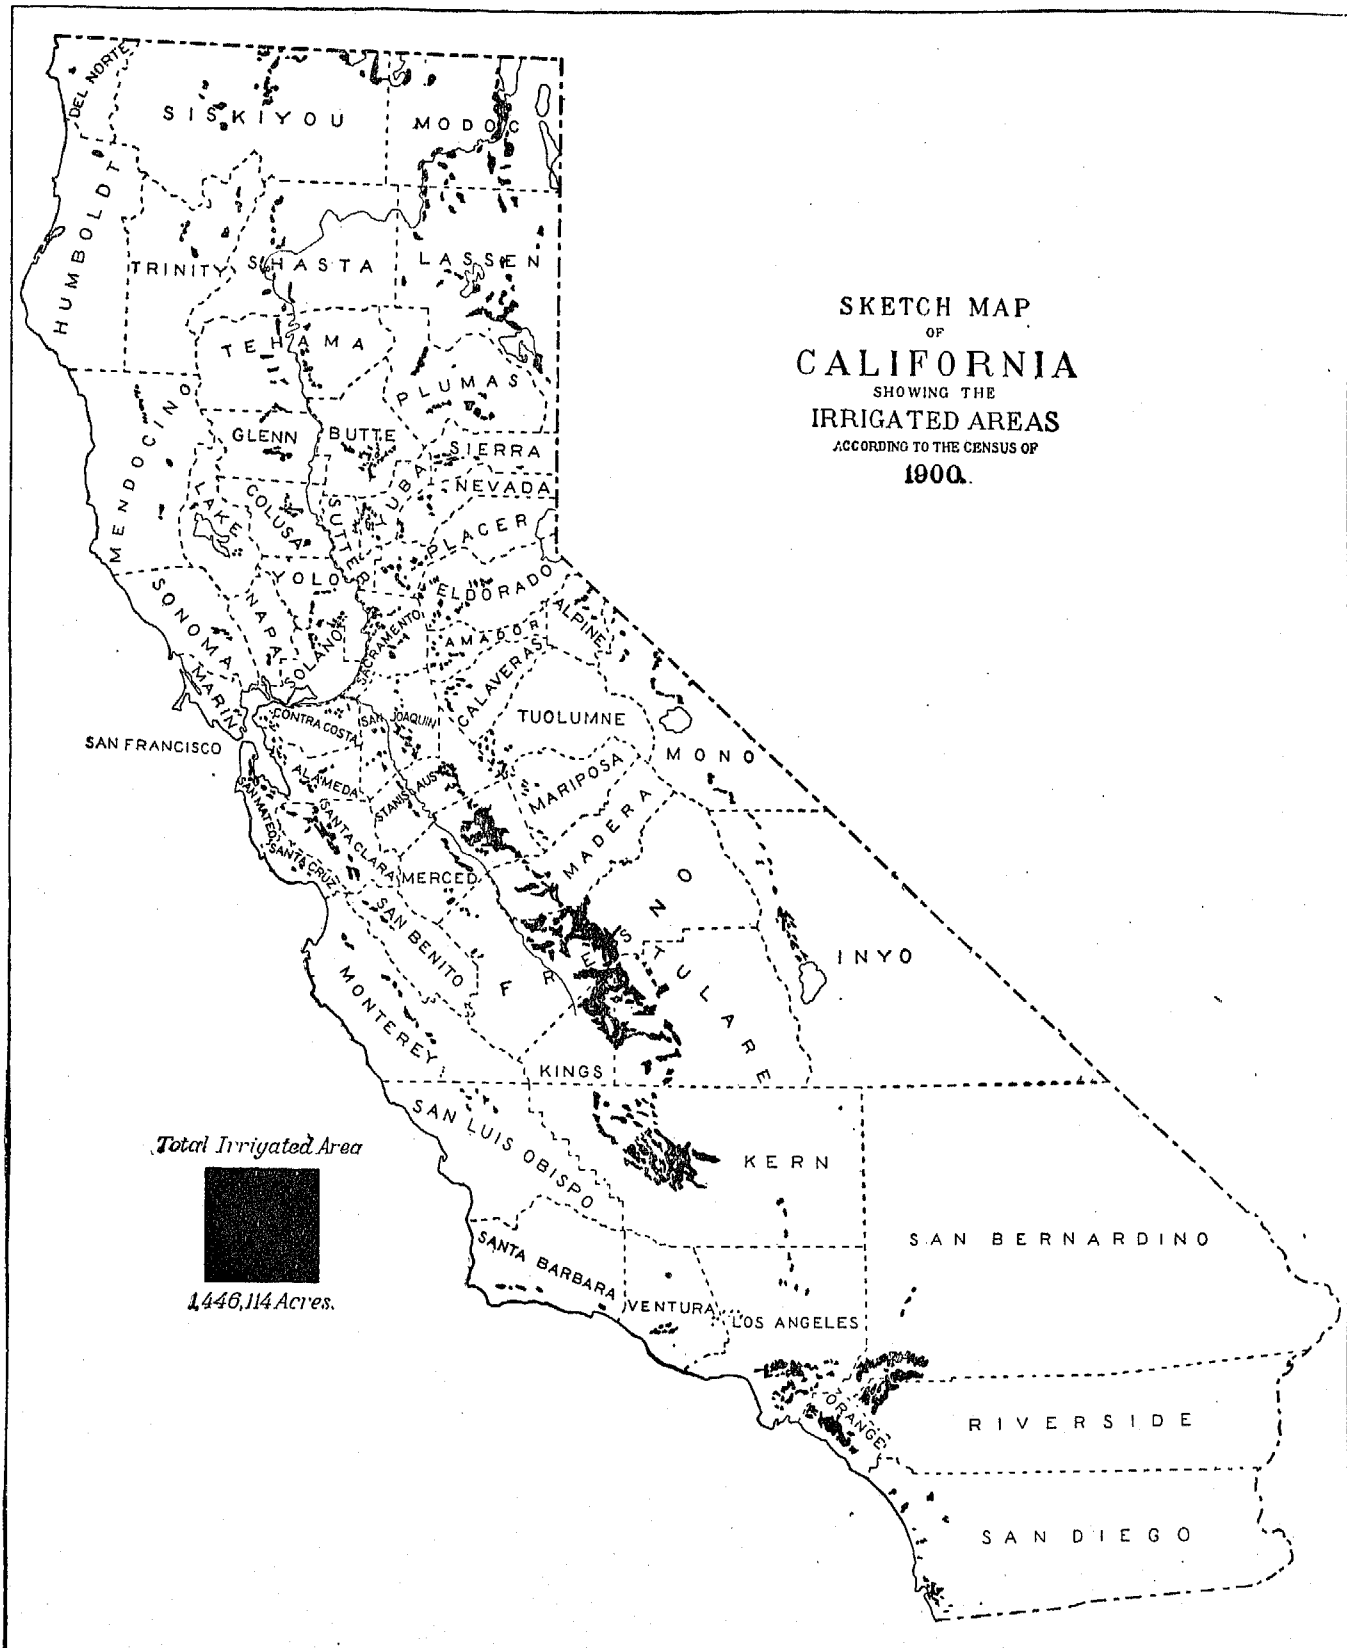 DEL NORTE
SISKIYOU
MODOC
HUMBOLDT
TRINITY
SHASTA
LASSEN
SKETCH MAP
OF
CALIFORNIA
SHOWING THE
IRRIGATED AREAS
ACCORDING TO THE CENSUS OF
1900.
TEHAMA
PLUMAS
MENDOCINO
GLENN
BUTTE
SIERRA
NEVADA
YUBA
LAKE
COLUSA
SUTTER
PLACER
YOLO
ELDORADO
SONOMA
NAPA
SOLANO
SACRAMENTO
AMADOR
ALPINE
MARIN
CALAVERAS
CONTRA COSTA
SAN JOAQUIN
TUOLUMNE
SAN FRANCISCO
MONO
ALAMEDA
STANISLAUS
MARIPOSA
SAN MATEO
SANTA CLARA
MADERA
SANTA CRUZ
MERCED
SAN BENITO
FRESNO
INYO
MONTEREY
TULARE
KINGS
SAN LUIS OBISPO
KERN
Total Irriyated Area
1,446,114 Acres.
SAN BERNARDINO
SANTA BARBARA
VENTURA
LOS ANGELES
ORANGE
RIVERSIDE
SAN DIEGO